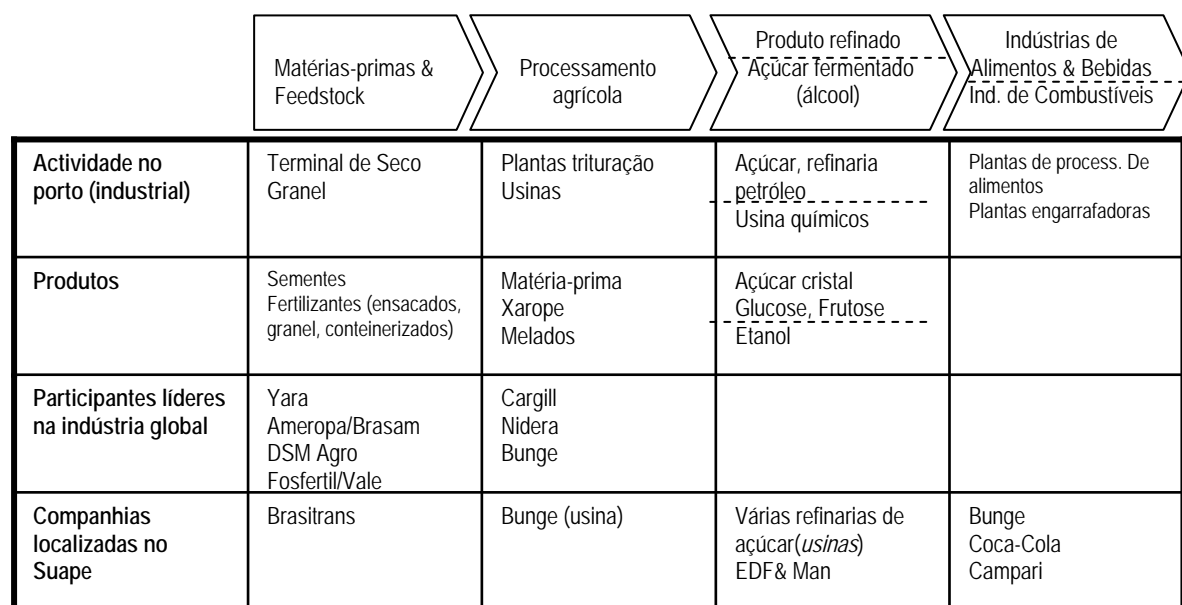 Matérias-primas &
Feedstock
Processamento
agrícola
Produto refinado
Açúcar fermentado
(álcool)
Indústrias de
Alimentos & Bebidas
Ind. de Combustíveis
Actividade no
porto (industrial)
Terminal de Seco
Granel
Plantas trituração
Usinas
Açúcar, refinaria
petróleo
Usina químicos
Plantas de process. De
alimentos
Plantas engarrafadoras
Produtos
Sementes
Fertilizantes (ensacados,
granel, conteinerizados)
Matéria-prima
Xarope
Melados
Açúcar cristal
Glucose, Frutose
Etanol
Participantes líderes
na indústria global
Yara
Ameropa/Brasam
DSM Agro
Fosfertil/Vale
Cargill
Nidera
Bunge
Companhias
localizadas no
Suape
Brasitrans
Bunge (usina)
Várias refinarias de
açúcar(usinas)
EDF& Man
Bunge
Coca-Cola
Campari